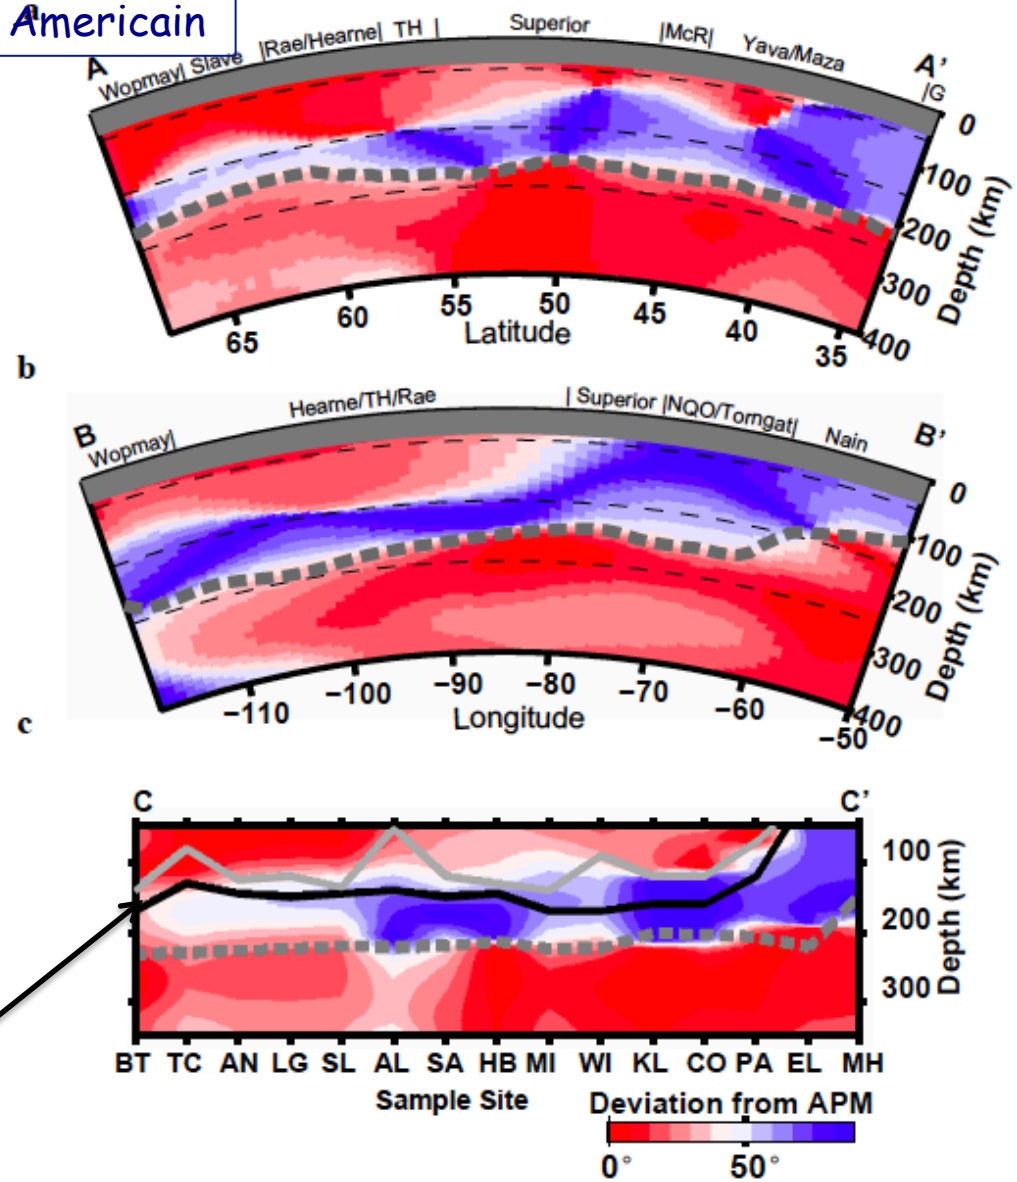 a
Americain
Wopmay| Slave |Rae/Hearne| TH | Superior |McR| Yava/Maza |G
A A'
0
100
200
300
400
Depth (km)
65 60 55 50 45 40 35
Latitude
b
Wopmay| Hearne/TH/Rae | Superior |NQO/Torngat| Nain
B B'
0
100
200
300
400
Depth (km)
−110 −100 −90 −80 −70 −60 −50
Longitude
c
C C'
100
200
300
Depth (km)
BT TC AN LG SL AL SA HB MI WI KL CO PA EL MH
Sample Site
Deviation from APM
0° 50°